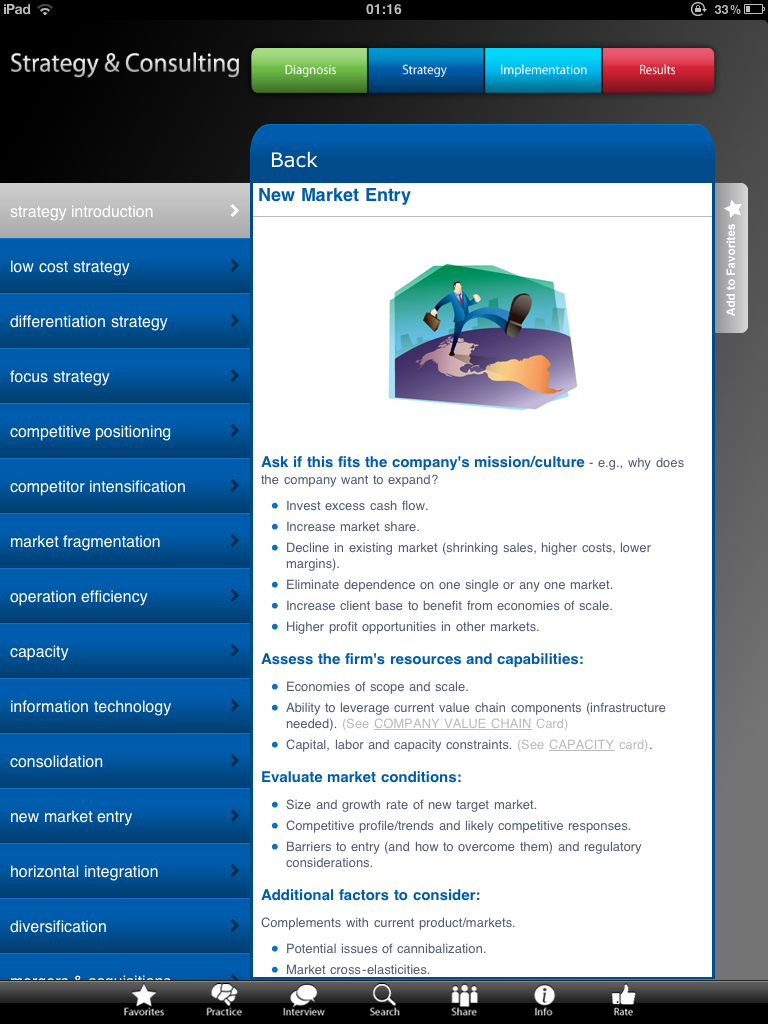 iPad 01:16 33%
Strategy & Consulting
Diagnosis Strategy Implementation Results
Back
strategy introduction
low cost strategy
differentiation strategy
focus strategy
competitive positioning
competitor intensification
market fragmentation
operation efficiency
capacity
information technology
consolidation
new market entry
horizontal integration
diversification
mergers & acquisitions
New Market Entry
Add to Favorites
Ask if this fits the company's mission/culture - e.g., why does
the company want to expand?
Invest excess cash flow.
Increase market share.
Decline in existing market (shrinking sales, higher costs, lower
margins).
Eliminate dependence on one single or any one market.
Increase client base to benefit from economies of scale.
Higher profit opportunities in other markets.
Assess the firm's resources and capabilities:
Economies of scope and scale.
Ability to leverage current value chain components (infrastructure
needed). (See COMPANY VALUE CHAIN Card)
Capital, labor and capacity constraints. (See CAPACITY card).
Evaluate market conditions:
Size and growth rate of new target market.
Competitive profile/trends and likely competitive responses.
Barriers to entry (and how to overcome them) and regulatory
considerations.
Additional factors to consider:
Complements with current product/markets.
Potential issues of cannibalization.
Market cross-elasticities.
Favorites Practice Interview Search Share Info Rate